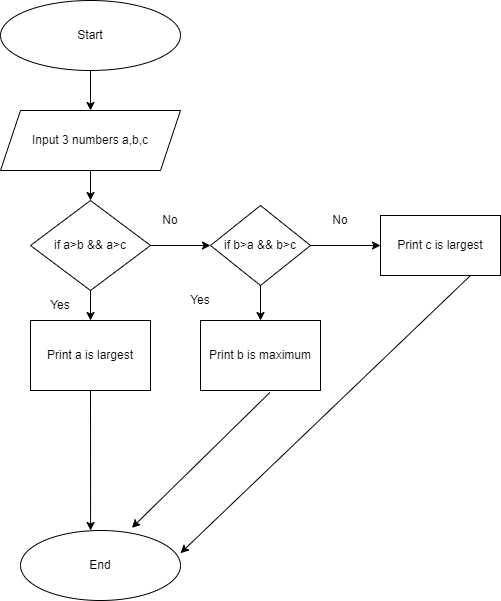 Start
Input 3 numbers a,b,c
if a>b && a>c
No
if b>a && b>c
No
Print c is largest
Yes
Yes
Print a is largest
Print b is maximum
End